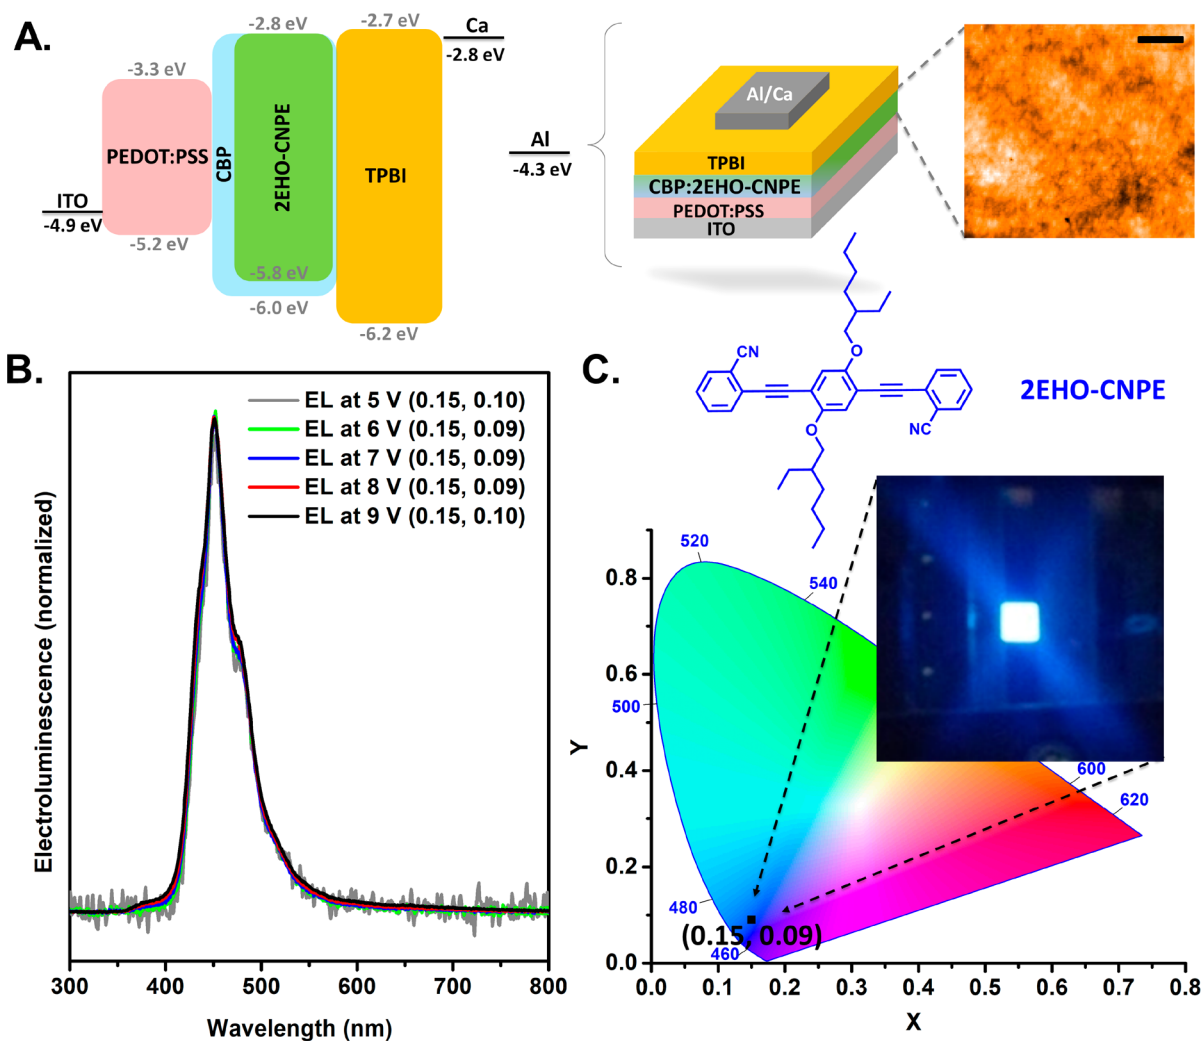 A.
-2.8 eV
-2.7 eV
Ca
-2.8 eV
-3.3 eV
PEDOT:PSS
CBP
2EHO-CNPE
TPBI
ITO
-4.9 eV
-5.2 eV
-5.8 eV
-6.0 eV
-6.2 eV
Al
-4.3 eV
Al/Ca
TPBI
CBP:2EHO-CNPE
PEDOT:PSS
ITO
B.
EL at 5 V (0.15, 0.10)
EL at 6 V (0.15, 0.09)
EL at 7 V (0.15, 0.09)
EL at 8 V (0.15, 0.09)
EL at 9 V (0.15, 0.10)
Electroluminescence (normalized)
300 400 500 600 700 800
Wavelength (nm)
C.
CN
O
O
NC
2EHO-CNPE
520
540
500
480
460
600
620
(0.15, 0.09)
Y
0.8
0.6
0.4
0.2
0.0
0.0 0.1 0.2 0.3 0.4 0.5 0.6 0.7 0.8
X